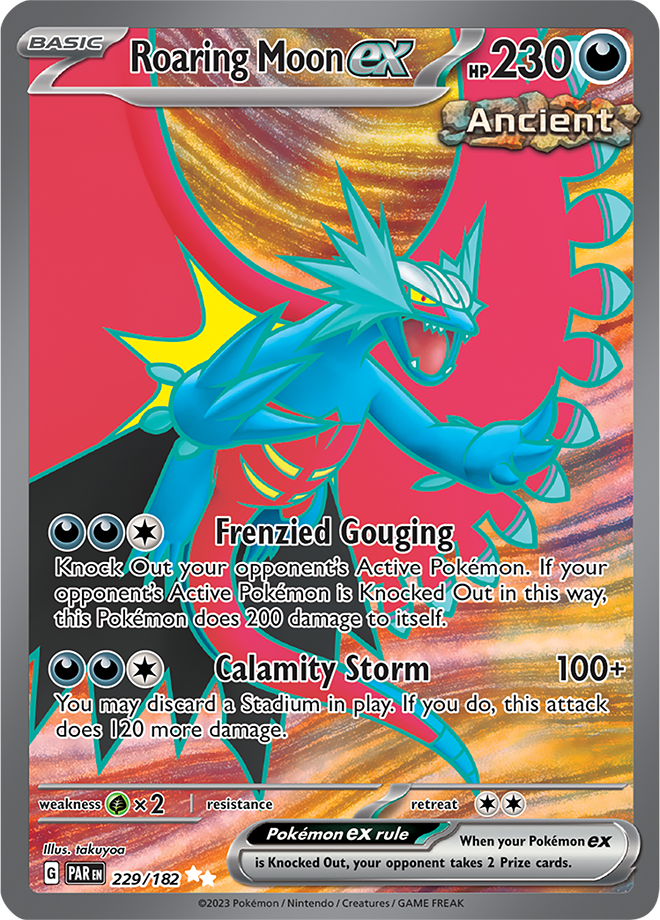 BASIC Roaring Moon ex HP 230
Ancient
Frenzied Gouging
Knock Out your opponent's Active Pokémon. If your
opponent's Active Pokémon is Knocked Out in this way,
this Pokémon does 200 damage to itself.
Calamity Storm 100+
You may discard a Stadium in play. If you do, this attack
does 120 more damage.
weakness ×2 resistance retreat
Pokémon ex rule When your Pokémon ex
is Knocked Out, your opponent takes 2 Prize cards.
Illus. takuyoa
G PAR EN 229/182
©2023 Pokémon / Nintendo / Creatures / GAME FREAK